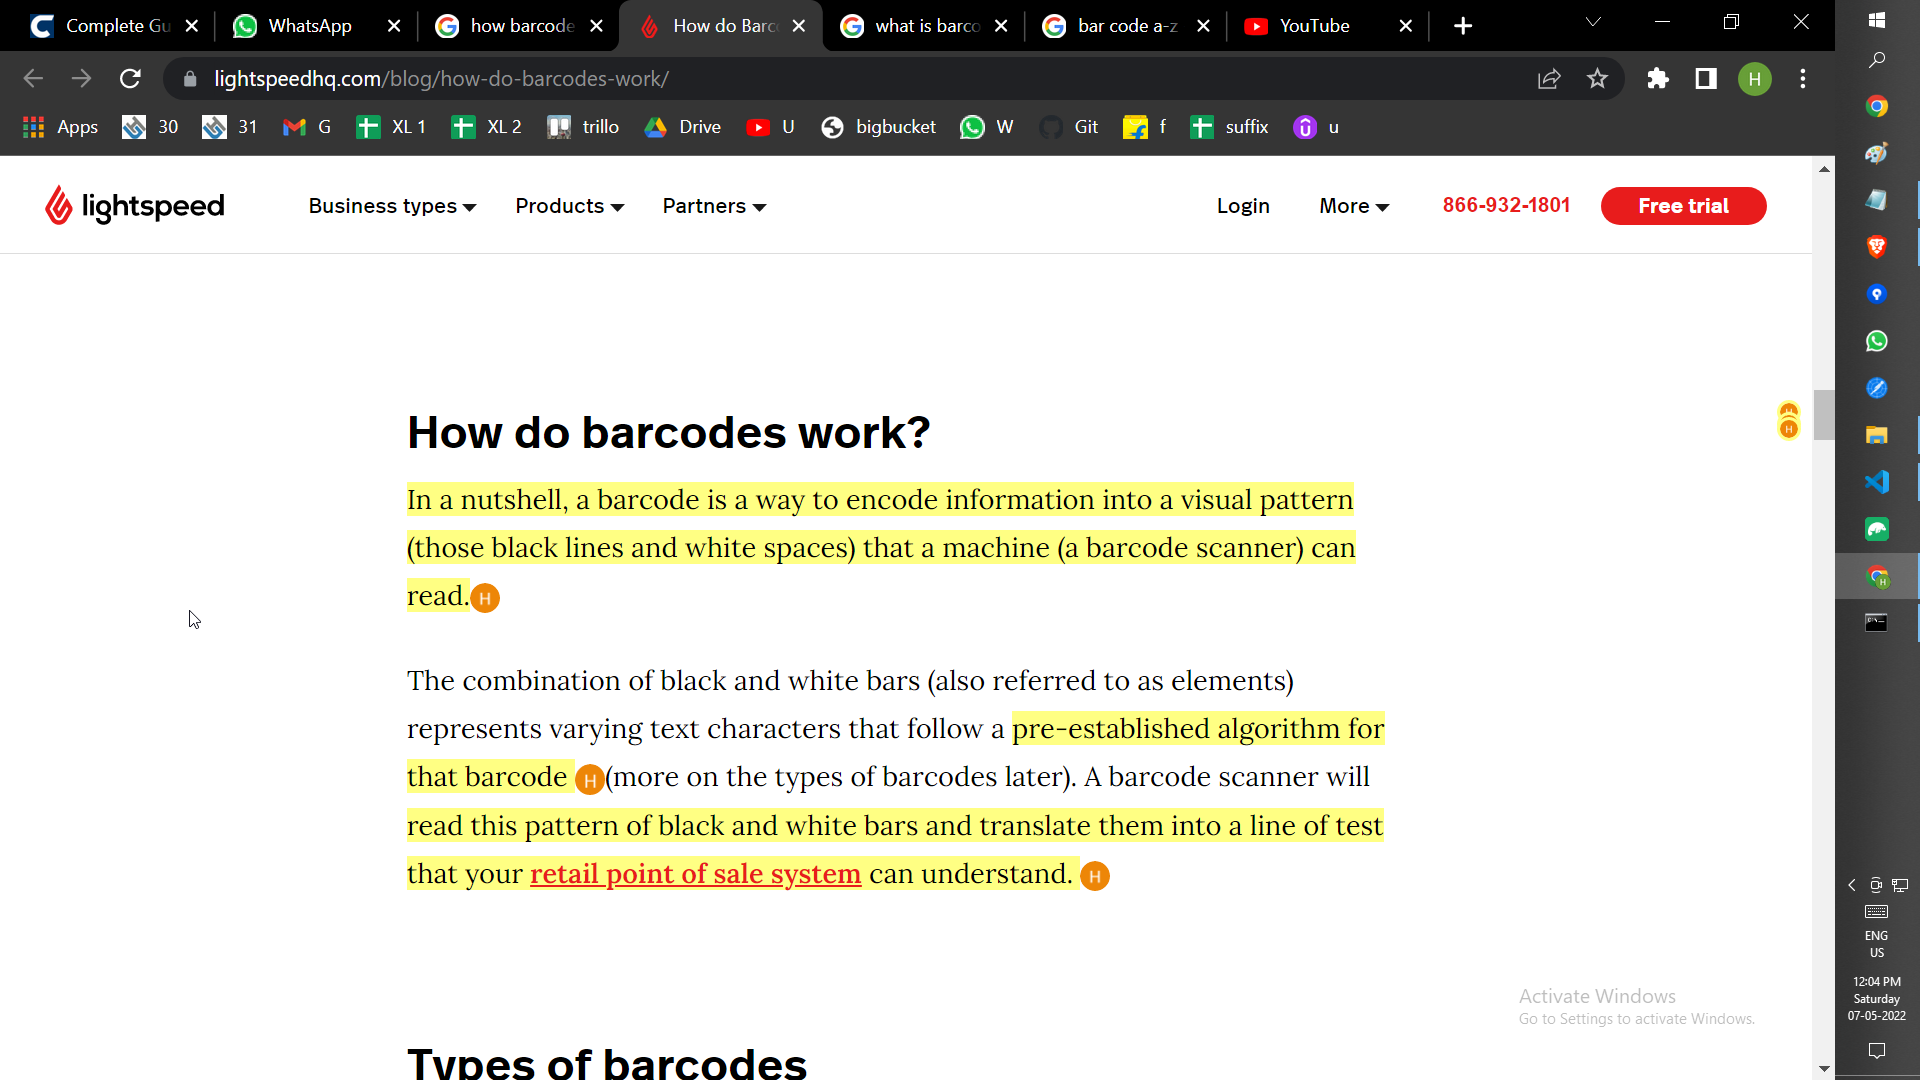 Complete Gu
WhatsApp
how barcode
How do Barc
what is barco
bar code a-z
YouTube
lightspeedhq.com/blog/how-do-barcodes-work/
H
Apps
30
31
G
XL 1
XL 2
trillo
Drive
U
bigbucket
W
Git
f
suffix
u
lightspeed
Business types
Products
Partners
Login
More
866-932-1801
Free trial
How do barcodes work?
In a nutshell, a barcode is a way to encode information into a visual pattern
(those black lines and white spaces) that a machine (a barcode scanner) can
read. H
The combination of black and white bars (also referred to as elements)
represents varying text characters that follow a pre-established algorithm for
that barcode H (more on the types of barcodes later). A barcode scanner will
read this pattern of black and white bars and translate them into a line of test
that your retail point of sale system can understand. H
Types of barcodes
H
Activate Windows
Go to Settings to activate Windows.
ENG
US
12:04 PM
Saturday
07-05-2022